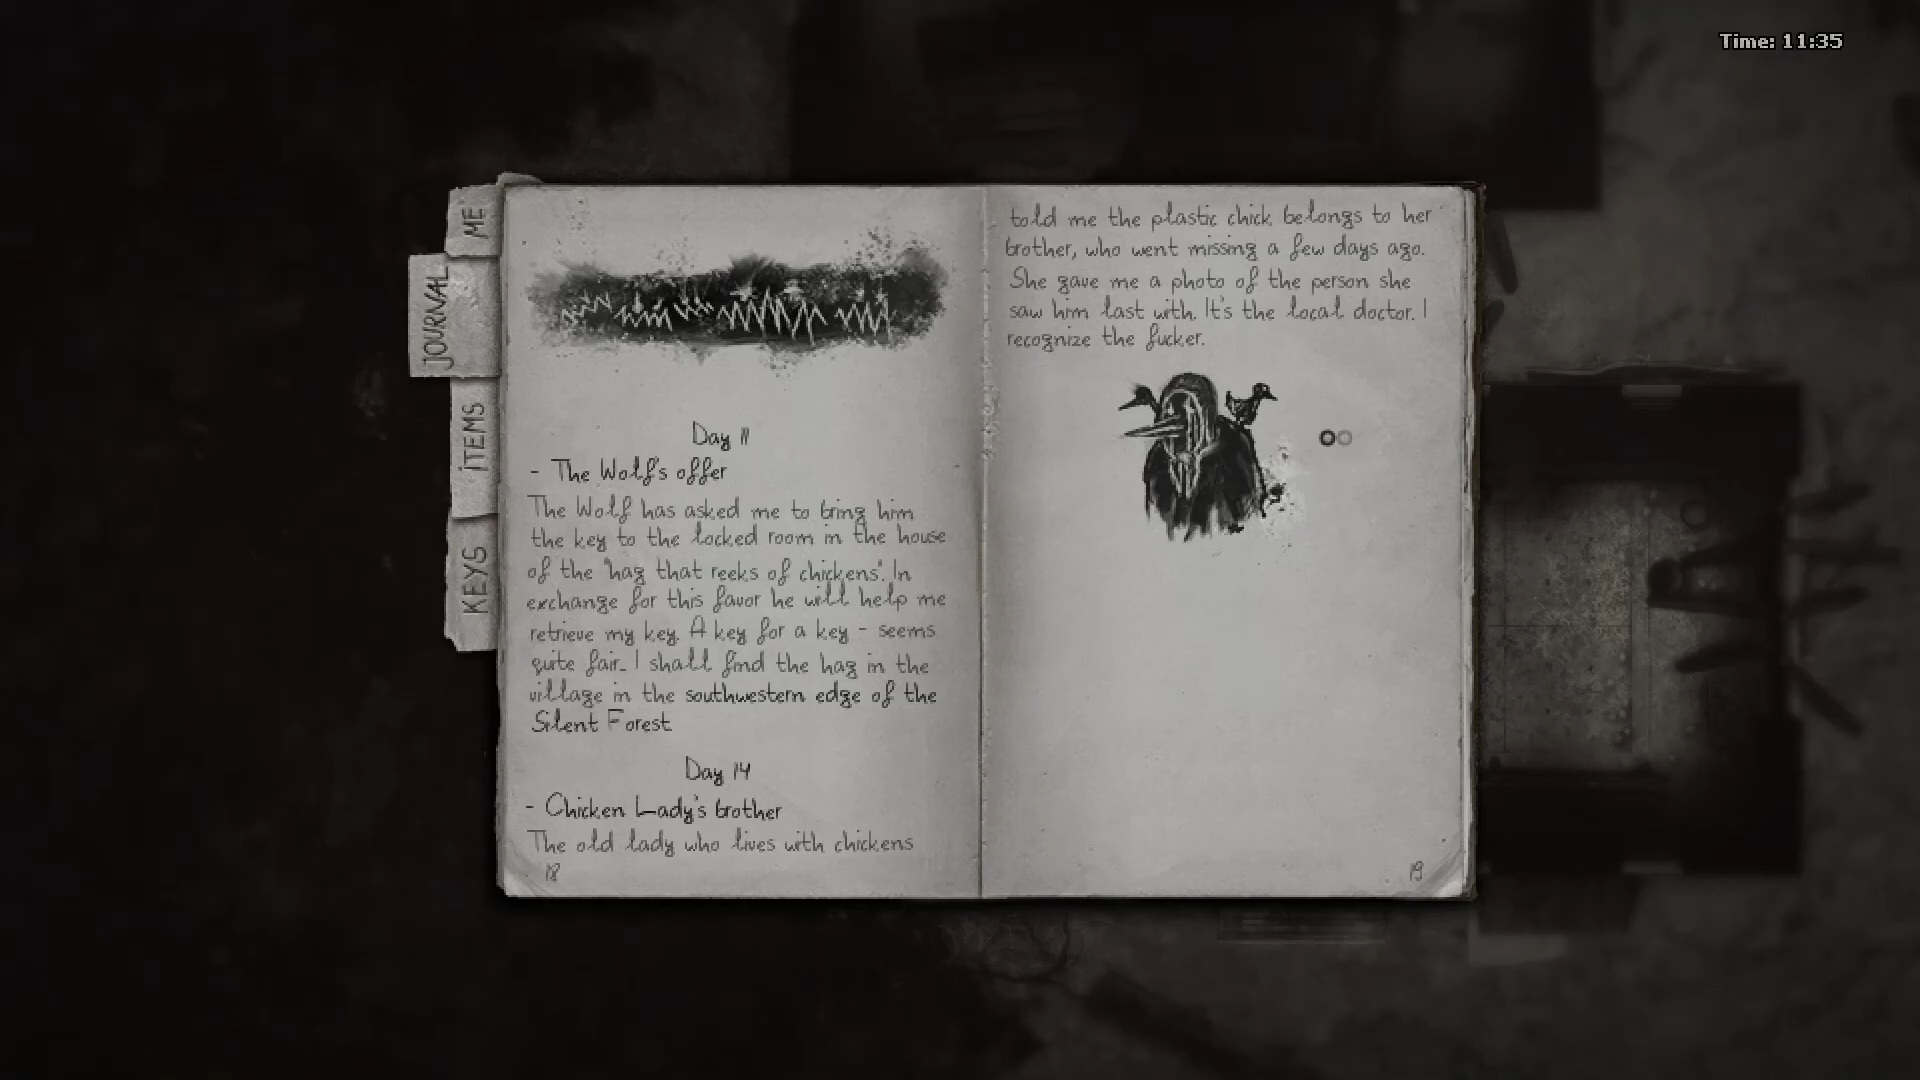 Time: 11:35
ME
JOURNAL
ITEMS
KEYS
Day 11
- The Wolf's offer
The Wolf has asked me to bring him
the key to the locked room in the house
of the "hag that reeks of chickens". In
exchange for this favor he will help me
retrieve my key. A key for a key - seems
quite fair... I shall find the hag in the
village in the southwestern edge of the
Silent Forest.
Day 14
- Chicken Lady's brother
The old lady who lives with chickens
18
told me the plastic chick belongs to her
brother, who went missing a few days ago.
She gave me a photo of the person she
saw him last with. It's the local doctor. I
recognize the fucker.
19